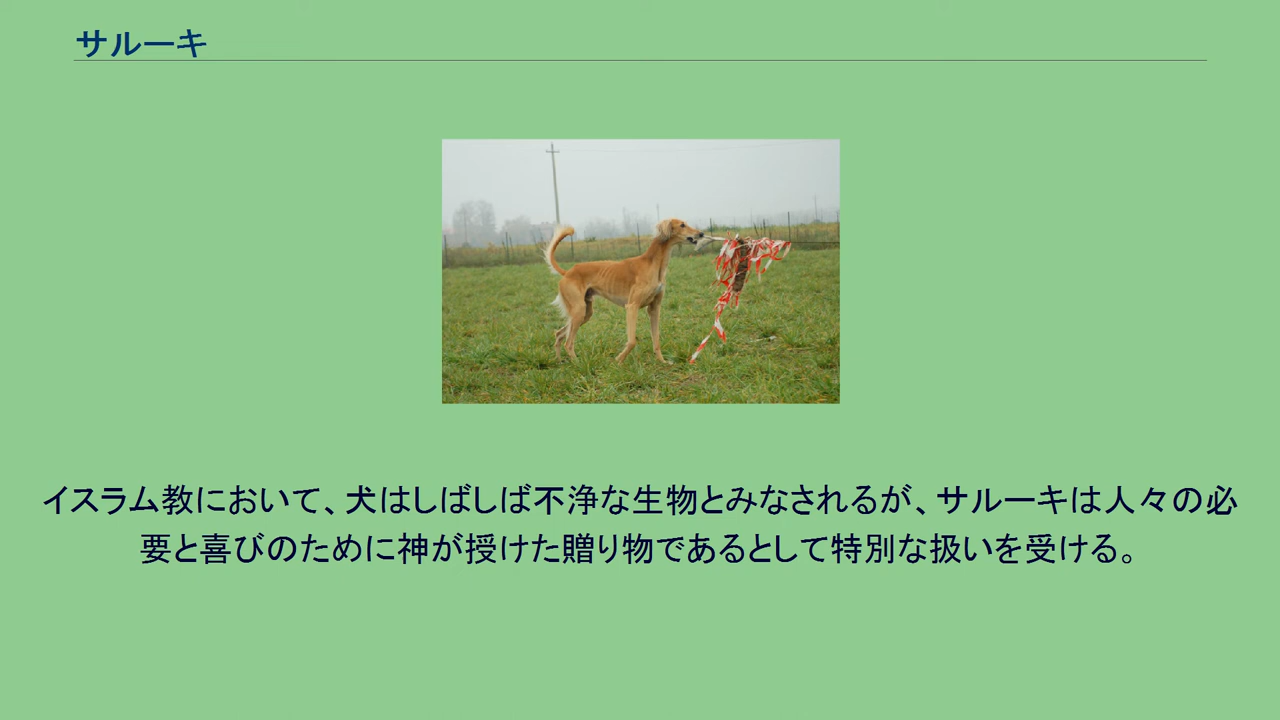 サルーキ
イスラム教において、犬はしばしば不浄な生物とみなされるが、サルーキは人々の必
要と喜びのために神が授けた贈り物であるとして特別な扱いを受ける。